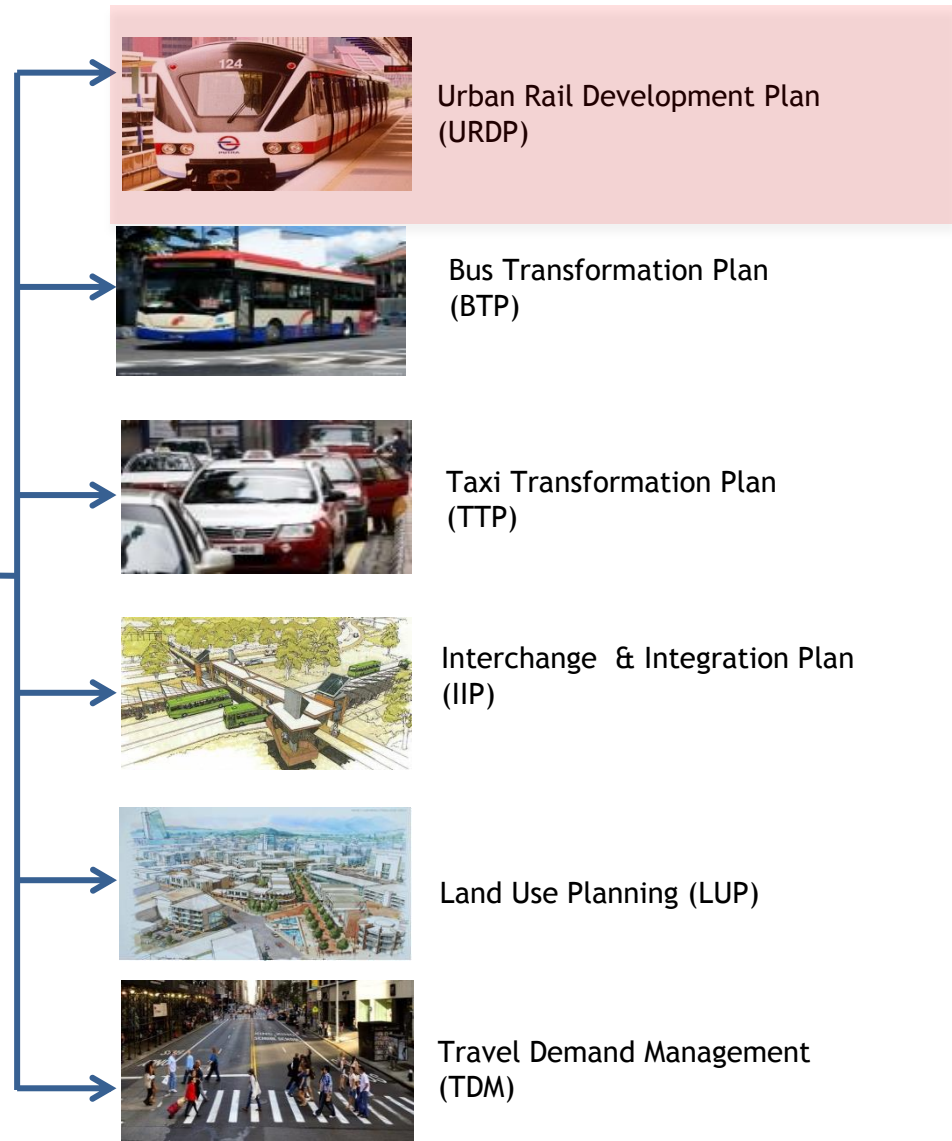 124
PUTRA
Urban Rail Development Plan
(URDP)
Bus Transformation Plan
(BTP)
Taxi Transformation Plan
(TTP)
Interchange & Integration Plan
(IIP)
Land Use Planning (LUP)
Travel Demand Management
(TDM)